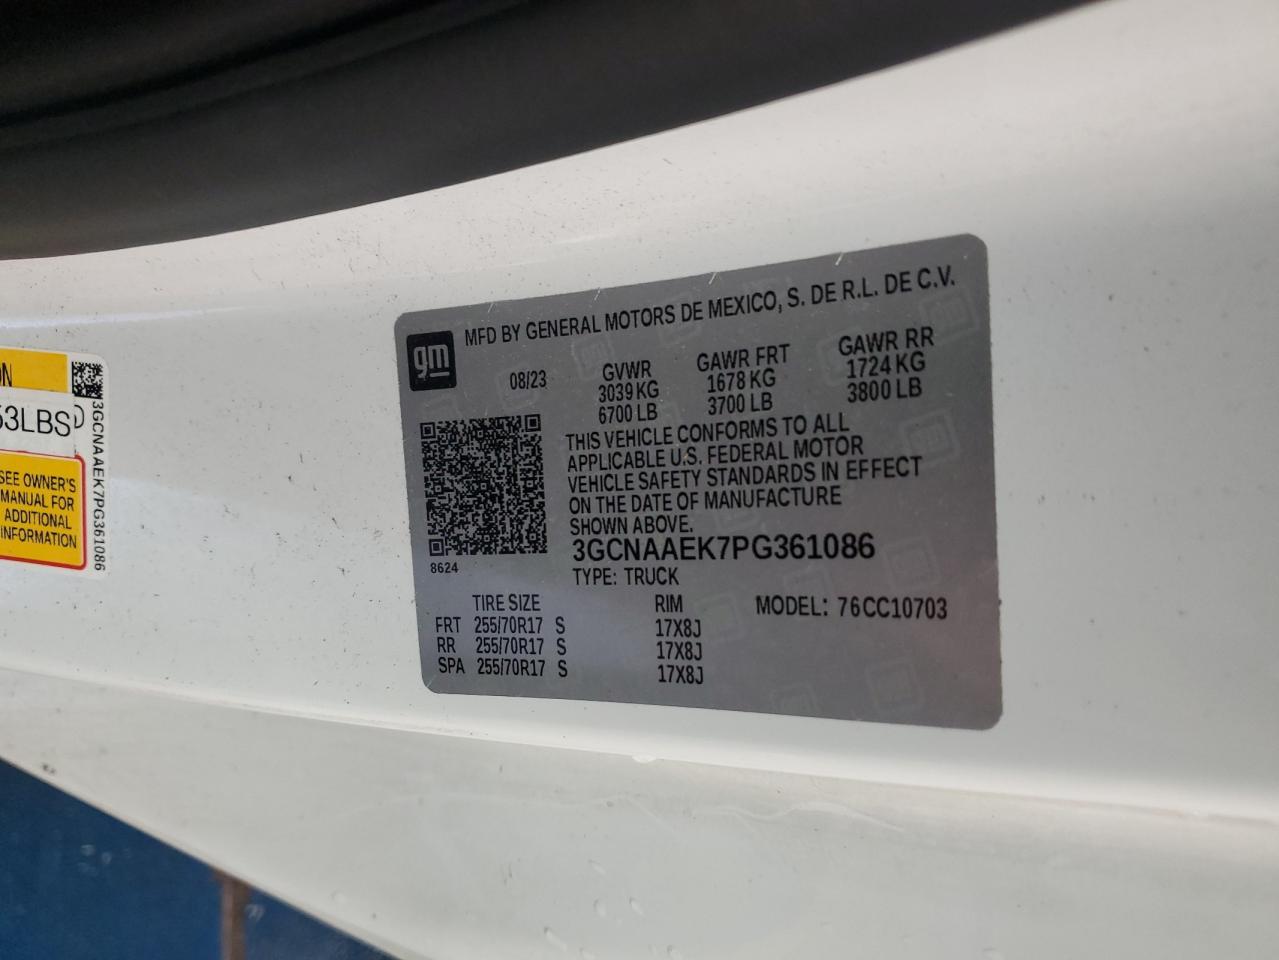 ON
53LBS
D
SEE OWNER'S
MANUAL FOR
ADDITIONAL
INFORMATION
3GCNAAEK7PG361086
gm
MFD BY GENERAL MOTORS DE MEXICO, S. DE R.L. DE C.V.
08/23 GVWR GAWR FRT GAWR RR
3039 KG 1678 KG 1724 KG
6700 LB 3700 LB 3800 LB
THIS VEHICLE CONFORMS TO ALL
APPLICABLE U.S. FEDERAL MOTOR
VEHICLE SAFETY STANDARDS IN EFFECT
ON THE DATE OF MANUFACTURE
SHOWN ABOVE.
3GCNAAEK7PG361086
8624
TYPE: TRUCK
TIRE SIZE RIM MODEL: 76CC10703
FRT 255/70R17 S 17X8J
RR 255/70R17 S 17X8J
SPA 255/70R17 S 17X8J